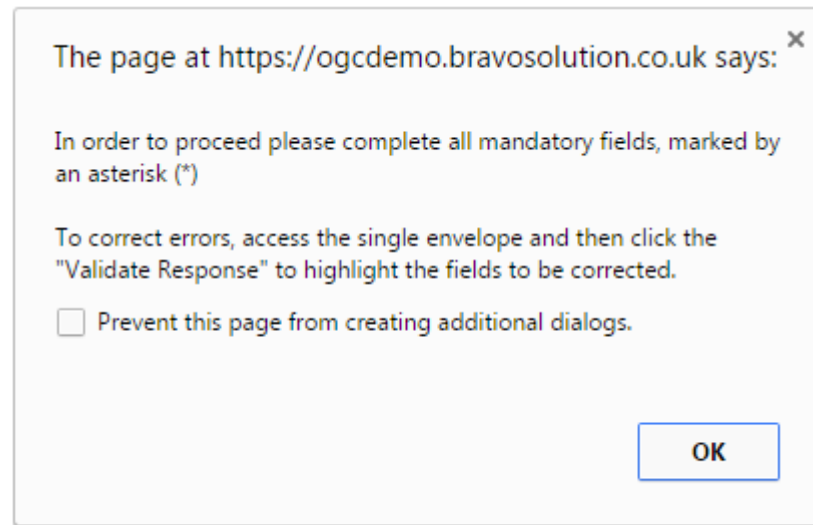 The page at https://ogcdemo.bravosolution.co.uk says:
In order to proceed please complete all mandatory fields, marked by
an asterisk (*)
To correct errors, access the single envelope and then click the
"Validate Response" to highlight the fields to be corrected.
Prevent this page from creating additional dialogs.
OK